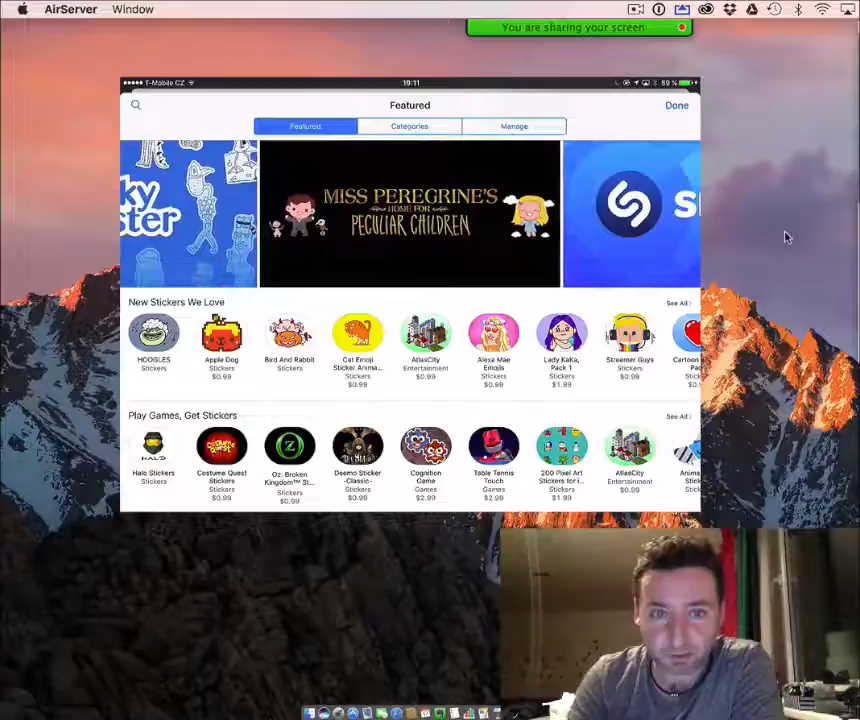 AirServer Window
You are sharing your screen
T-Mobile CZ 19:11 89 %
Featured Done
Featured Categories Manage
MISS PEREGRINE'S
HOME FOR
PECULIAR CHILDREN
New Stickers We Love See All
HOOGLES
Stickers
Apple Dog
Stickers
$0.99
Bird And Rabbit
Stickers
Cat Emoji
Sticker Anima...
Stickers
$0.99
AtlasCity
Entertainment
$0.99
Alexa Mae
Emojis
Stickers
$0.99
Lady KaKa,
Pack 1
Stickers
$1.99
Streamer Guys
Stickers
$0.99
Cartoon
Play Games, Get Stickers See All
HALO
Halo Stickers
Stickers
Costume Quest
Costume Quest
Stickers
Stickers
$0.99
Oz: Broken
Kingdom™ St...
Stickers
$0.99
Deemo Sticker
-Classic-
Stickers
$0.99
Cognition
Game
Games
$2.99
Table Tennis
Touch
Games
$2.99
200 Pixel Art
Stickers for i...
Stickers
$1.99
AtlasCity
Entertainment
$0.99